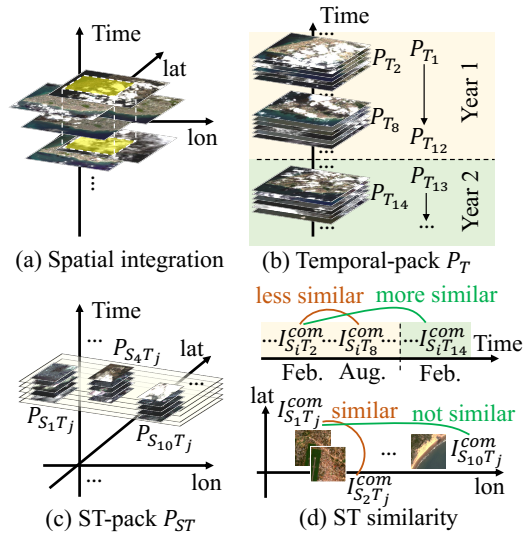 Time
lat
lon
...
(a) Spatial integration
Time
...
P_{T_2}
P_{T_1}
Year 1
...
P_{T_8}
P_{T_12}
...
P_{T_14}
P_{T_13}
...
Year 2
...
(b) Temporal-pack P_T
Time
...
lat
P_{S_4T_j}
...
P_{S_1T_j}
P_{S_10T_j}
lon
...
(c) ST-pack P_{ST}
less similar more similar
...I^{com}_{S_iT_2} ...I^{com}_{S_iT_8} ... ...I^{com}_{S_iT_14}
Time
Feb. Aug. Feb.
lat
I^{com}_{S_1T_j} similar not similar
... I^{com}_{S_10T_j}
I^{com}_{S_2T_j} lon
(d) ST similarity